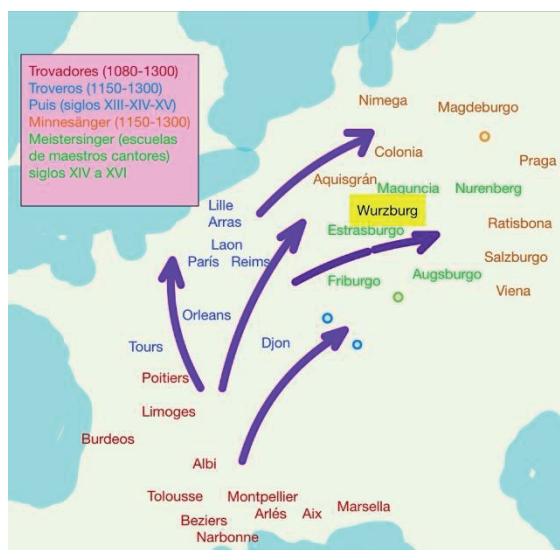 Trovadores (1080-1300)
Troveros (1150-1300)
Puis (siglos XIII-XIV-XV)
Minnesänger (1150-1300)
Meistersinger (escuelas
de maestros cantores)
siglos XIV a XVI
Nimega
Magdeburgo
Colonia
Praga
Aquisgrán
Maguncia
Nurenberg
Lille
Arras
Wurzburg
Ratisbona
Estrasburgo
Laon
París
Reims
Salzburgo
Friburgo
Augsburgo
Viena
Orleans
Tours
Djon
Poitiers
Limoges
Burdeos
Albi
Tolousse
Montpellier
Marsella
Arlés
Aix
Beziers
Narbonne